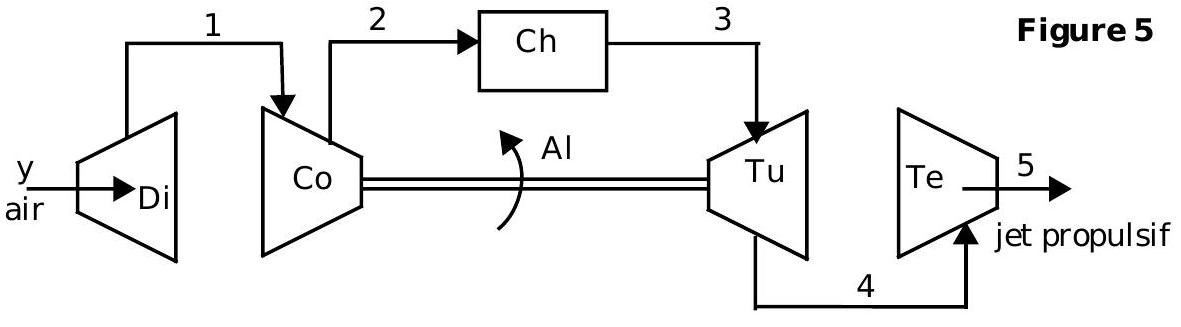 1
2
Ch
3
Figure 5
y
air
Di
Co
Al
Tu
Te
5
jet propulsif
4